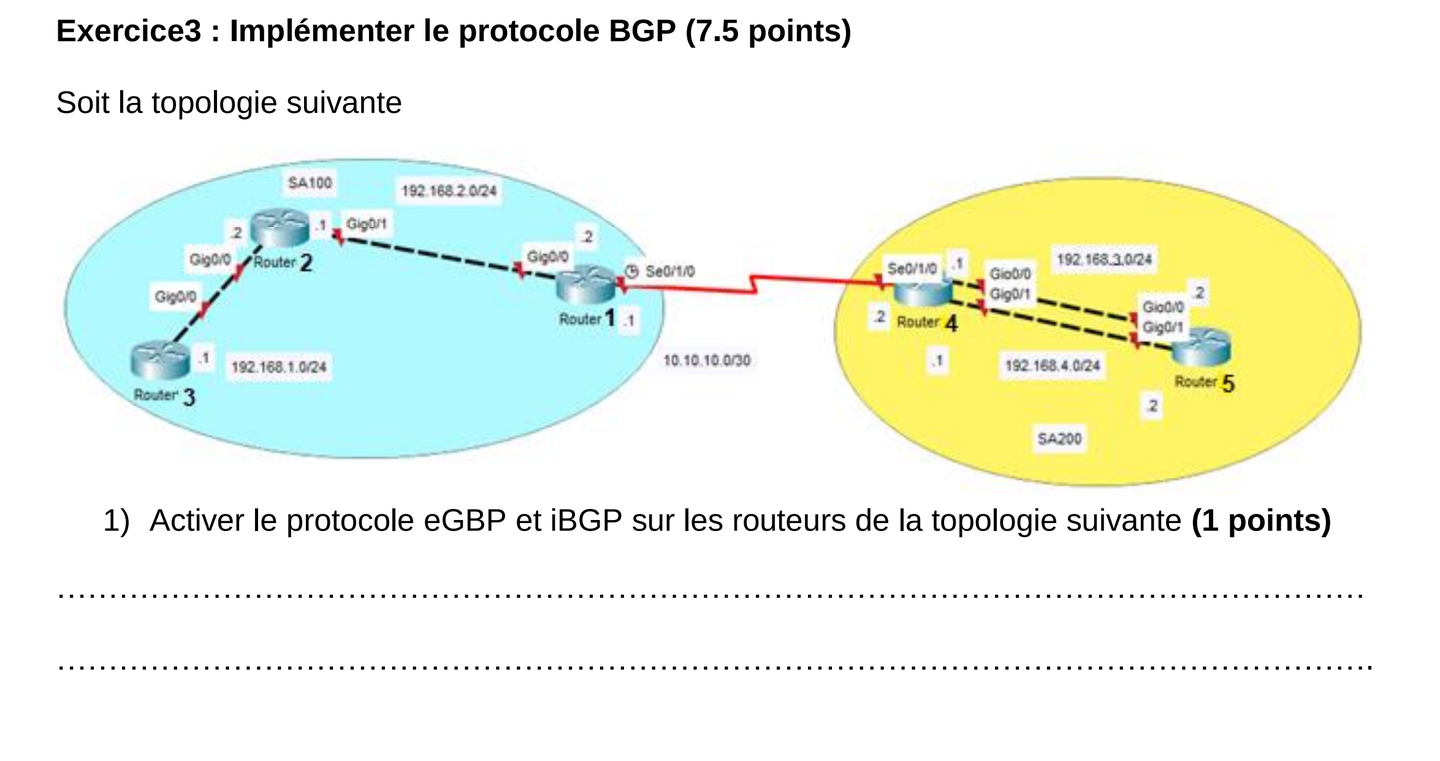 Exercice3 : Implémenter le protocole BGP (7.5 points)
Soit la topologie suivante
SA100
192.168.2.0/24
.2
.1
Gig0/1
Gig0/0
Router 2
Gig0/0
.2
Gig0/0
Se0/1/0
Router 1
.1
Router 3
.1
192.168.1.0/24
10.10.10.0/30
Se0/1/0
.1
192.168.3.0/24
Gio0/0
Gig0/1
.2
Gio0/0
Gig0/1
.2
Router 4
.1
192.168.4.0/24
Router 5
.2
SA200
1) Activer le protocole eGBP et iBGP sur les routeurs de la topologie suivante (1 points)